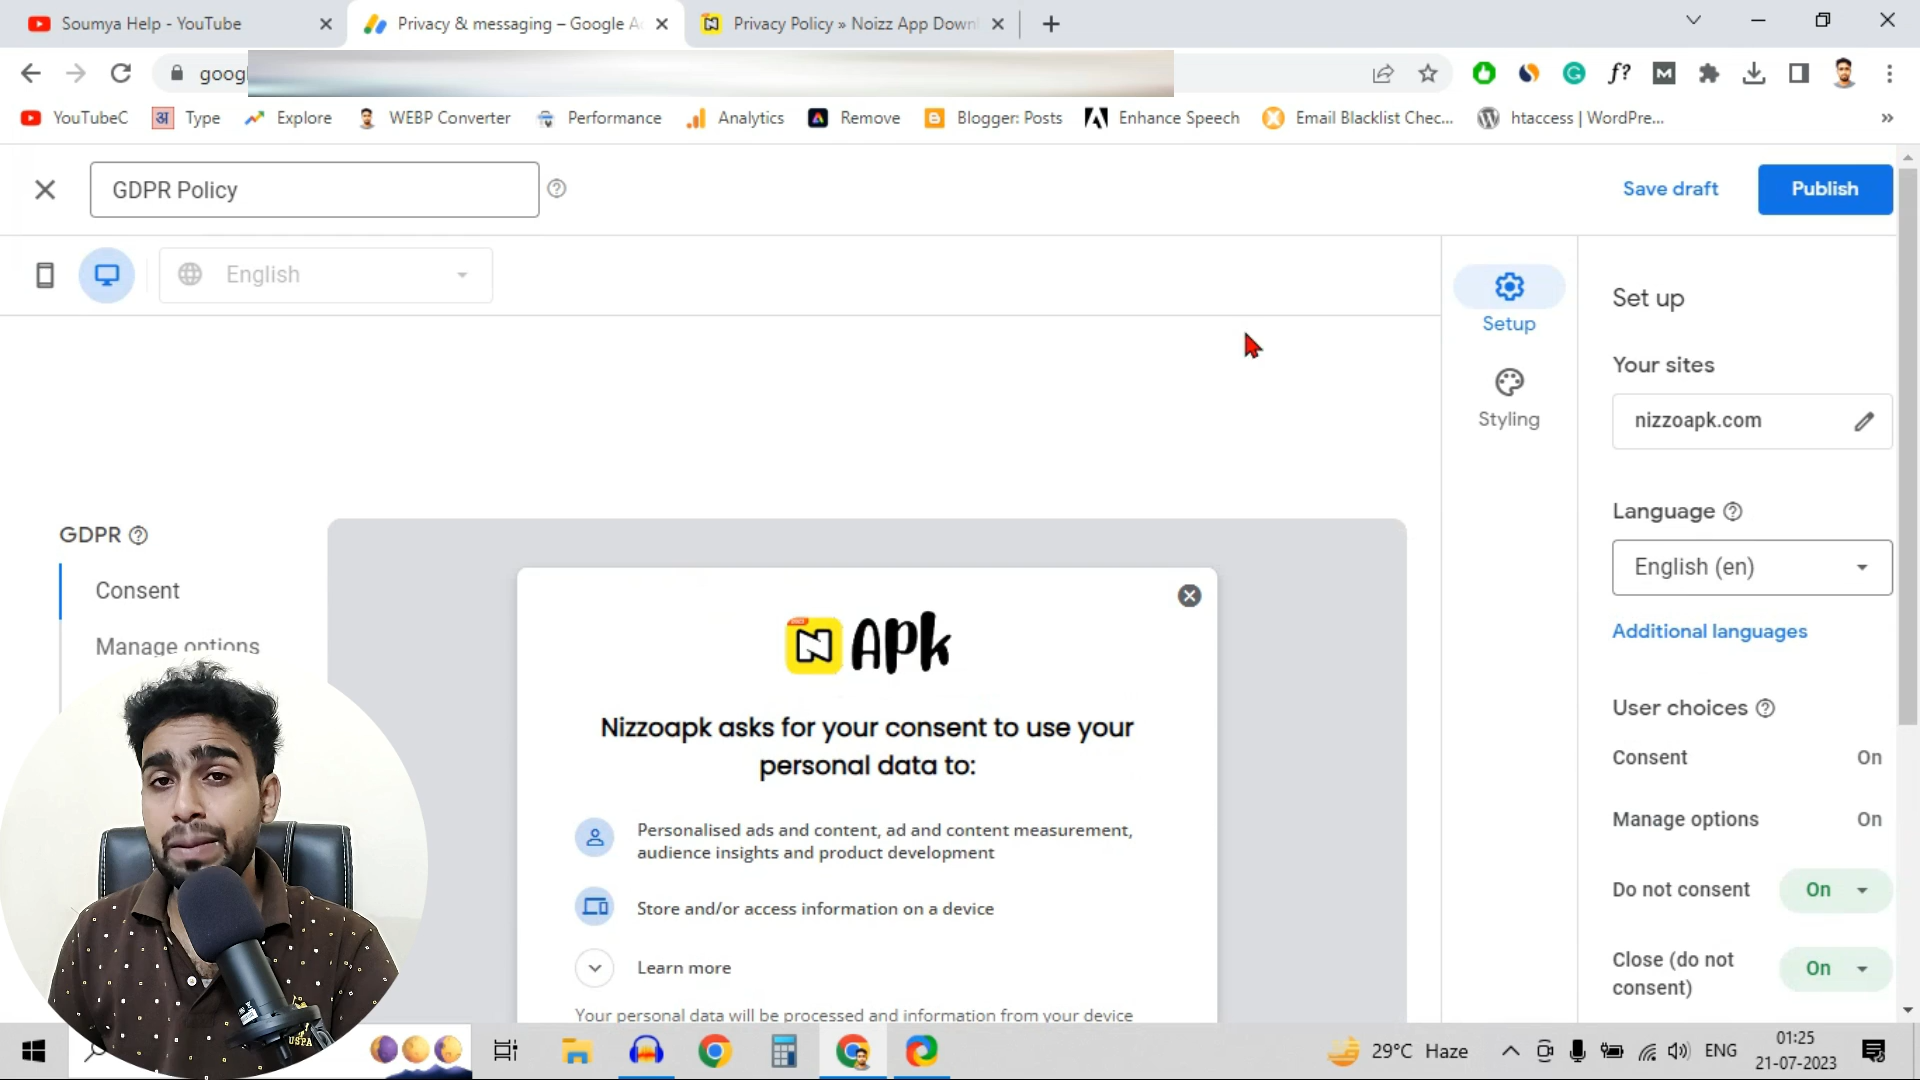 Soumya Help - YouTube
Privacy & messaging – Google A
Privacy Policy » Noizz App Down
goog
YouTubeC
Type
Explore
WEBP Converter
Performance
Analytics
Remove
Blogger: Posts
Enhance Speech
Email Blacklist Chec...
htaccess | WordPre...
GDPR Policy
Save draft
Publish
English
Setup
Styling
Set up
Your sites
nizzoapk.com
Language
English (en)
Additional languages
User choices
Consent On
Manage options On
Do not consent On
Close (do not
consent)
On
GDPR
Consent
Manage options
N APk
Nizzoapk asks for your consent to use your
personal data to:
Personalised ads and content, ad and content measurement,
audience insights and product development
Store and/or access information on a device
Learn more
Your personal data will be processed and information from your device
29°C Haze
ENG
01:25
21-07-2023